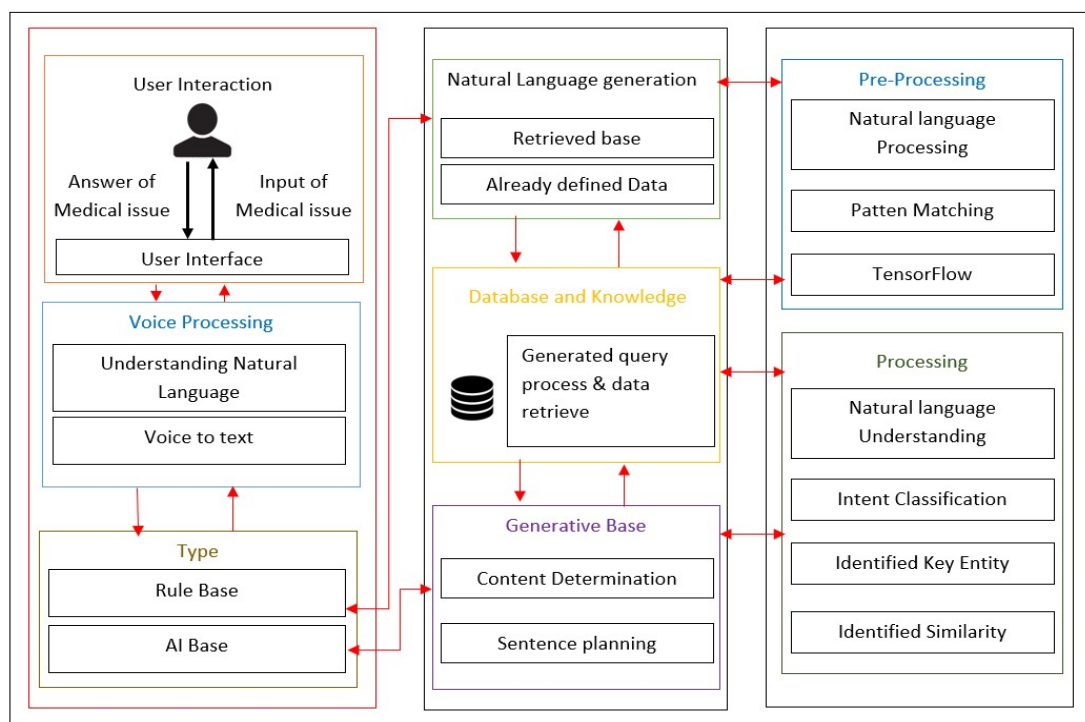 User Interaction
Answer of
Medical issue
Input of
Medical issue
User Interface
Voice Processing
Understanding Natural
Language
Voice to text
Type
Rule Base
AI Base
Natural Language generation
Retrieved base
Already defined Data
Database and Knowledge
Generated query
process & data
retrieve
Generative Base
Content Determination
Sentence planning
Pre-Processing
Natural language
Processing
Patten Matching
TensorFlow
Processing
Natural language
Understanding
Intent Classification
Identified Key Entity
Identified Similarity